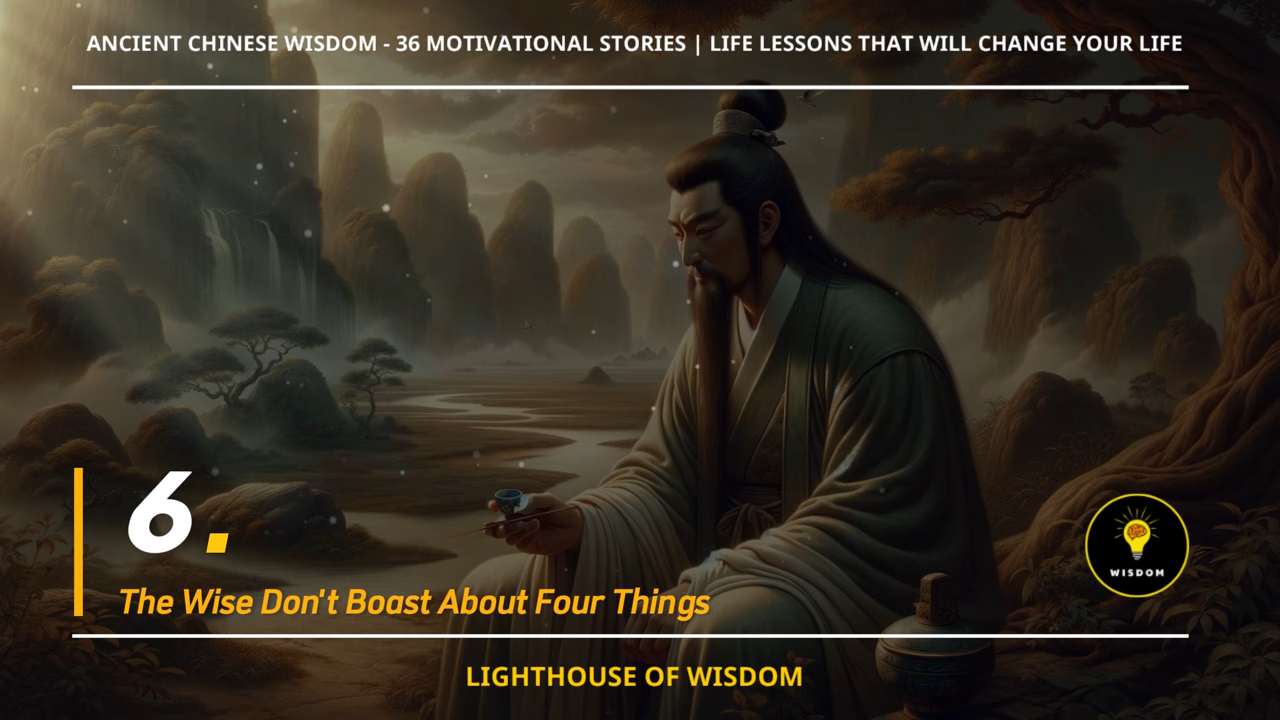 ANCIENT CHINESE WISDOM - 36 MOTIVATIONAL STORIES | LIFE LESSONS THAT WILL CHANGE YOUR LIFE
6.
The Wise Don't Boast About Four Things
WISDOM
LIGHTHOUSE OF WISDOM